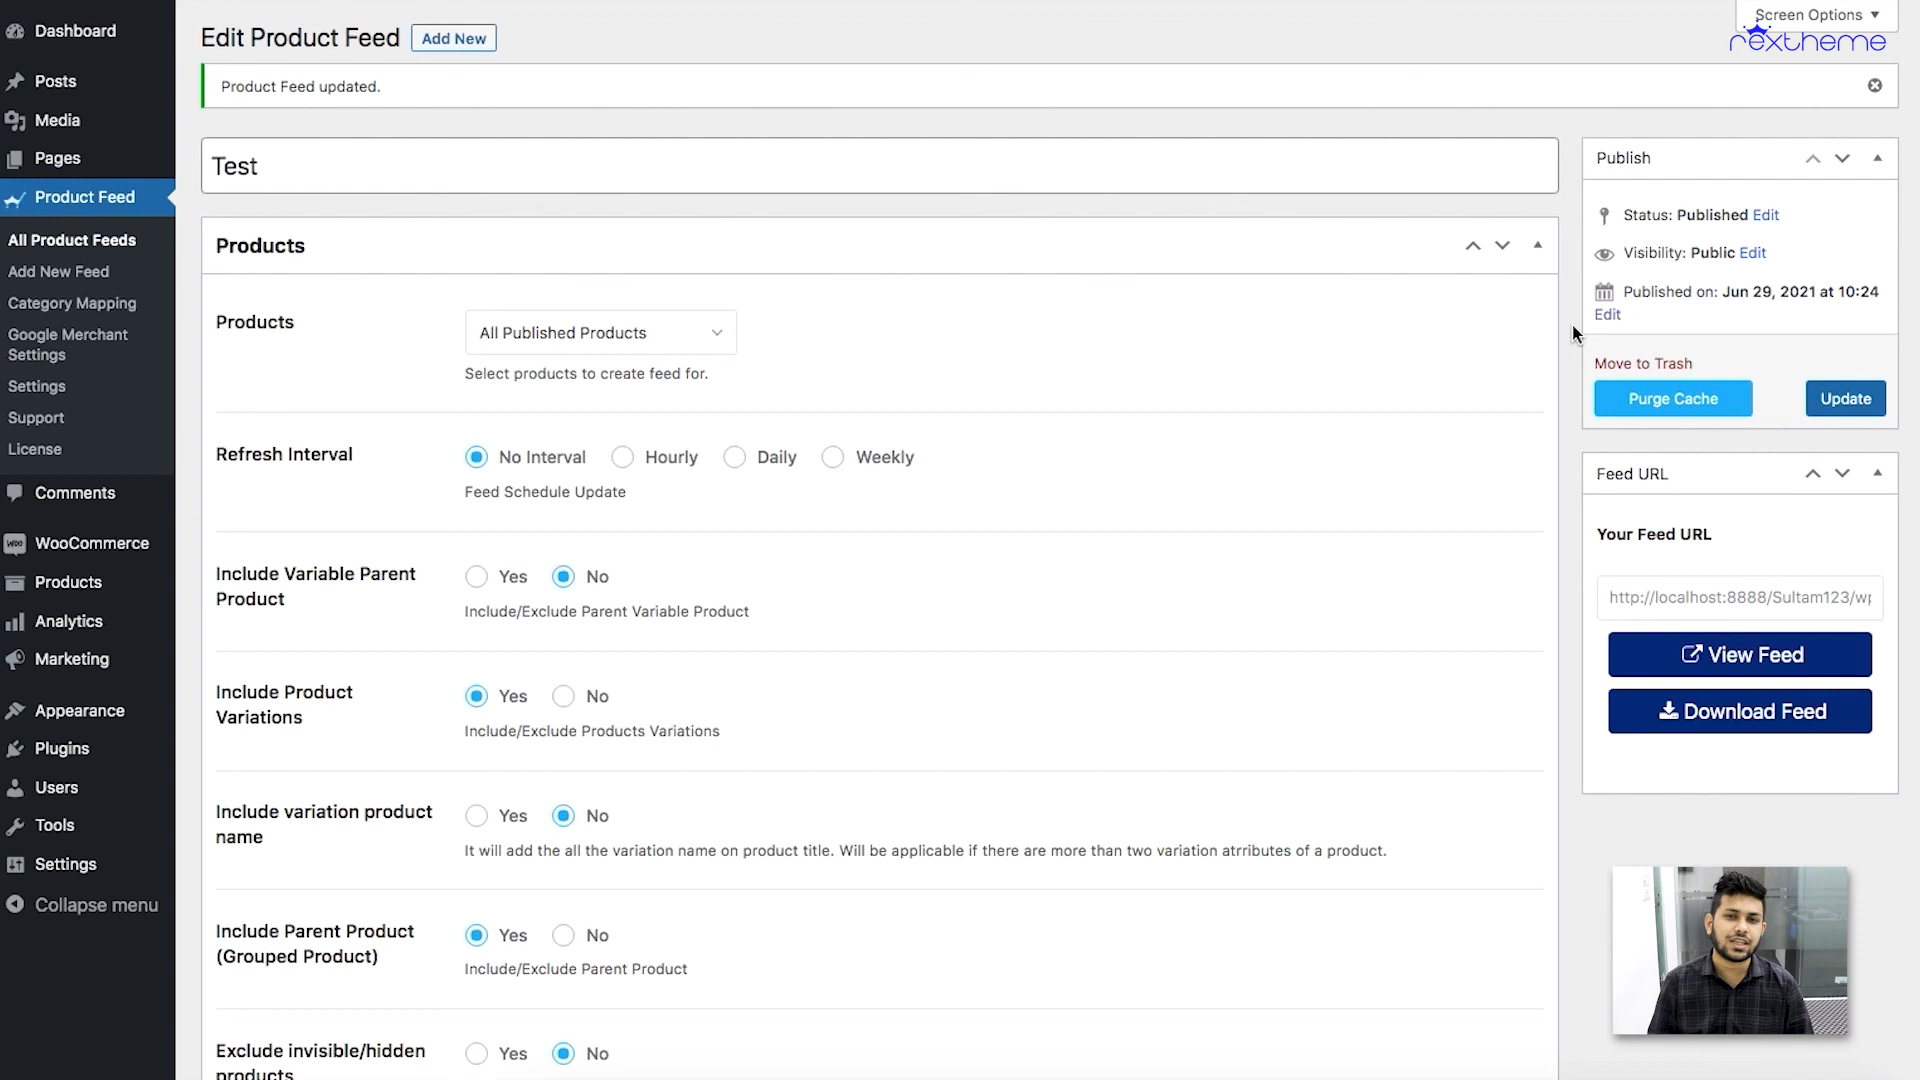 Dashboard
Posts
Media
Pages
Product Feed
All Product Feeds
Add New Feed
Category Mapping
Google Merchant
Settings
Settings
Support
License
Comments
WooCommerce
Products
Analytics
Marketing
Appearance
Plugins
Users
Tools
Settings
Collapse menu
Screen Options
rextheme
Edit Product Feed
Add New
Product Feed updated.
Test
Products
Products
All Published Products
Select products to create feed for.
Refresh Interval
No Interval Hourly Daily Weekly
Feed Schedule Update
Include Variable Parent
Product
Yes No
Include/Exclude Parent Variable Product
Include Product
Variations
Yes No
Include/Exclude Products Variations
Include variation product
name
Yes No
It will add the all the variation name on product title. Will be applicable if there are more than two variation atrributes of a product.
Include Parent Product
(Grouped Product)
Yes No
Include/Exclude Parent Product
Exclude invisible/hidden
products
Yes No
Publish
Status: Published Edit
Visibility: Public Edit
Published on: Jun 29, 2021 at 10:24
Edit
Move to Trash
Purge Cache
Update
Feed URL
Your Feed URL
http://localhost:8888/Sultam123/wp
View Feed
Download Feed